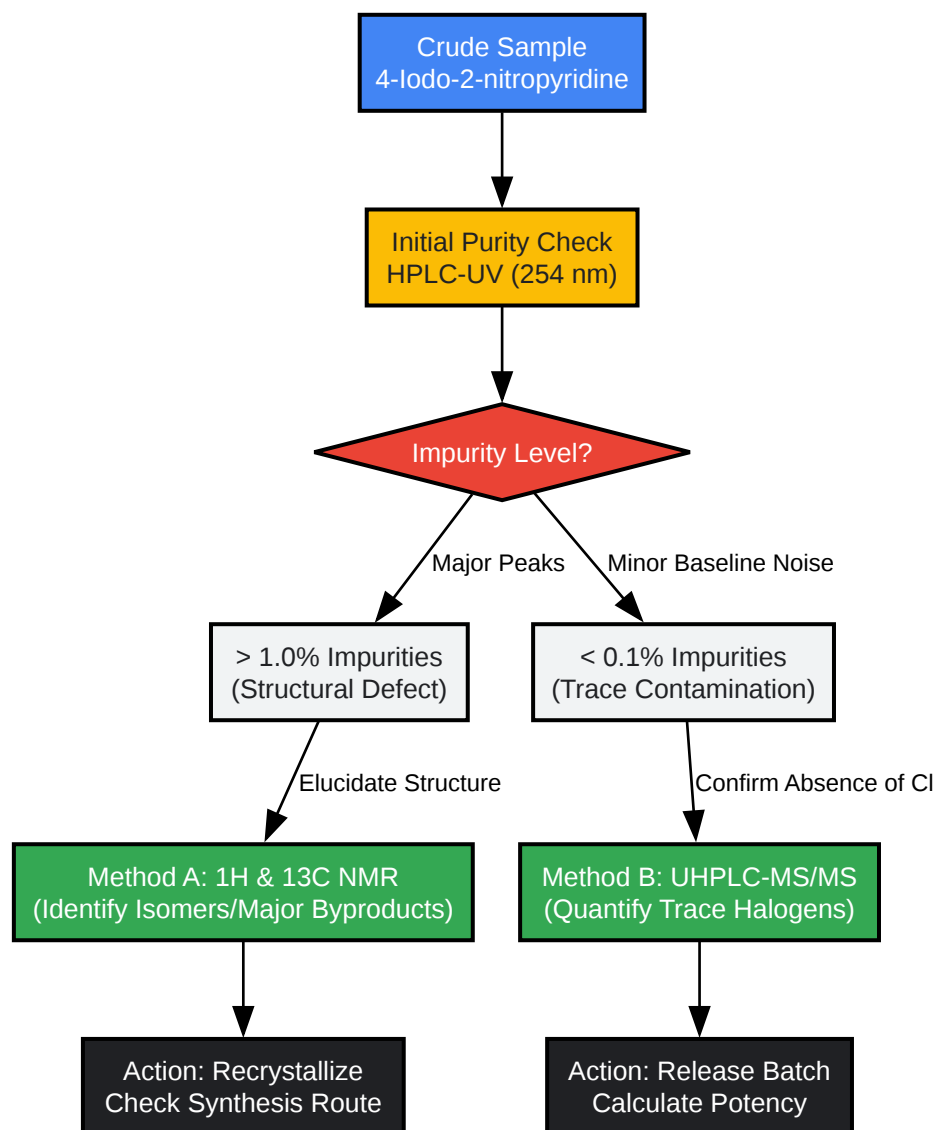 Crude Sample
4-Iodo-2-nitropyridine
Initial Purity Check
HPLC-UV (254 nm)
Impurity Level?
Major Peaks
Minor Baseline Noise
> 1.0% Impurities
(Structural Defect)
< 0.1% Impurities
(Trace Contamination)
Elucidate Structure
Confirm Absence of Cl
Method A: 1H & 13C NMR
(Identify Isomers/Major Byproducts)
Method B: UHPLC-MS/MS
(Quantify Trace Halogens)
Action: Recrystallize
Check Synthesis Route
Action: Release Batch
Calculate Potency